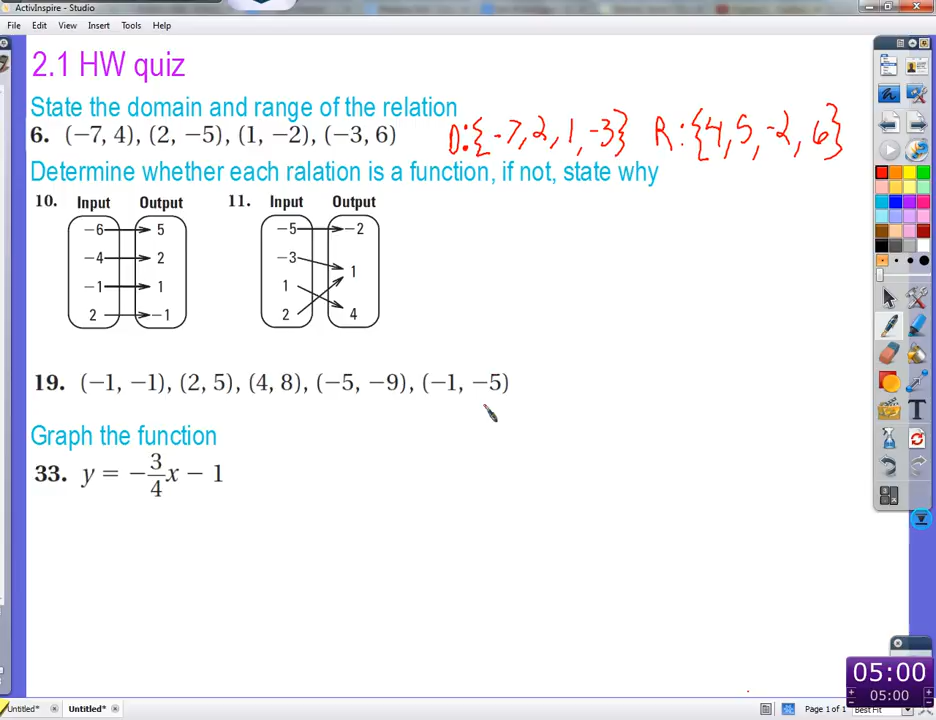 ActivInspire - Studio
File Edit View Insert Tools Help
2.1 HW quiz
State the domain and range of the relation
6. (−7, 4), (2, −5), (1, −2), (−3, 6) D:{-7,2,1,-3} R:{4,5,-2,6}
Determine whether each ralation is a function, if not, state why
10. Input Output 11. Input Output
−6 5 −5 −2
−4 2 −3 1
−1 1 1
2 −1 2 4
19. (−1, −1), (2, 5), (4, 8), (−5, −9), (−1, −5)
Graph the function
33. y = −3/4x − 1
05:00
05:00
Untitled* Untitled* Page 1 of 1 Best Fit